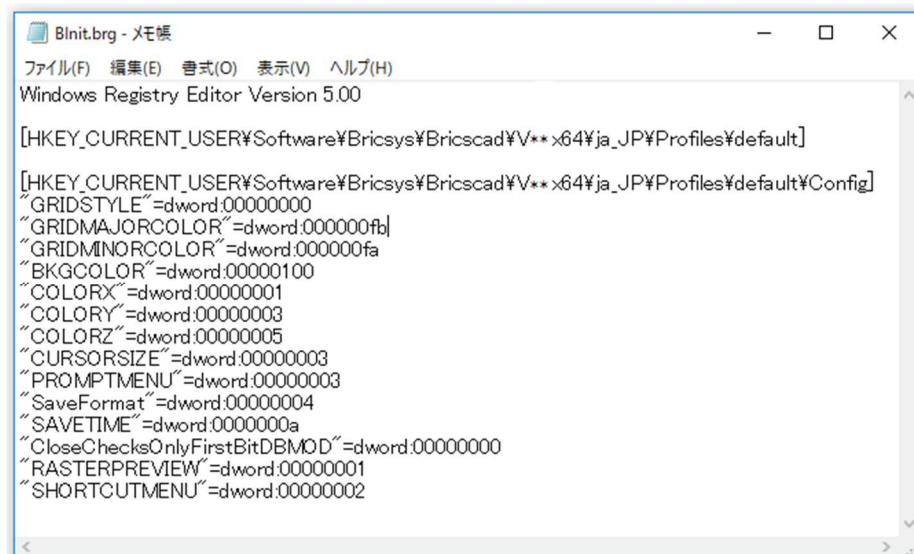 BInit.brg - メモ帳
ファイル(F) 編集(E) 書式(O) 表示(V) ヘルプ(H)
Windows Registry Editor Version 5.00
[HKEY_CURRENT_USER¥Software¥Bricsys¥Bricscad¥V**x64¥ja_JP¥Profiles¥default]
[HKEY_CURRENT_USER¥Software¥Bricsys¥Bricscad¥V**x64¥ja_JP¥Profiles¥default¥Config]
"GRIDSTYLE"=dword:00000000
"GRIDMAJORCOLOR"=dword:000000fb
"GRIDMINORCOLOR"=dword:000000fa
"BKGCOLOR"=dword:00000100
"COLORX"=dword:00000001
"COLORY"=dword:00000003
"COLORZ"=dword:00000005
"CURSORSIZE"=dword:00000003
"PROMPTMENU"=dword:00000003
"SaveFormat"=dword:00000004
"SAVETIME"=dword:0000000a
"CloseChecksOnlyFirstBitDBMOD"=dword:00000000
"RASTERPREVIEW"=dword:00000001
"SHORTCUTMENU"=dword:00000002